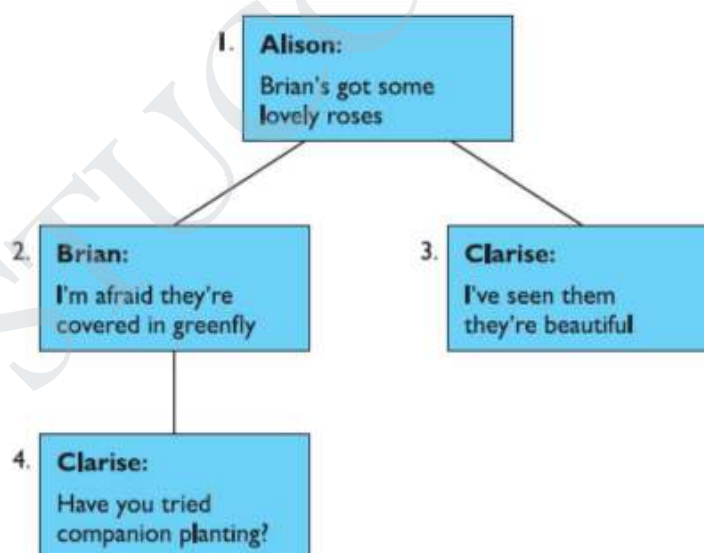 1. Alison:
Brian's got some
lovely roses
2. Brian:
I'm afraid they're
covered in greenfly
3. Clarise:
I've seen them
they're beautiful
4. Clarise:
Have you tried
companion planting?